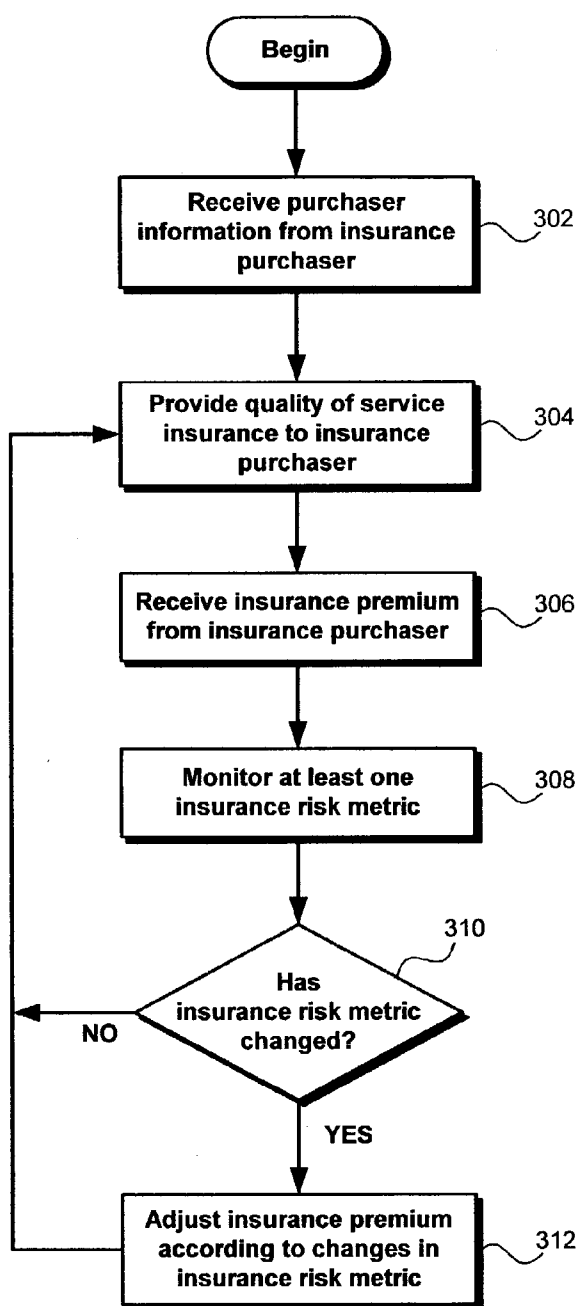 Begin
Receive purchaser
information from insurance
purchaser
302
Provide quality of service
insurance to insurance
purchaser
304
Receive insurance premium
from insurance purchaser
306
Monitor at least one
insurance risk metric
308
310
Has
insurance risk metric
changed?
NO
YES
Adjust insurance premium
according to changes in
insurance risk metric
312